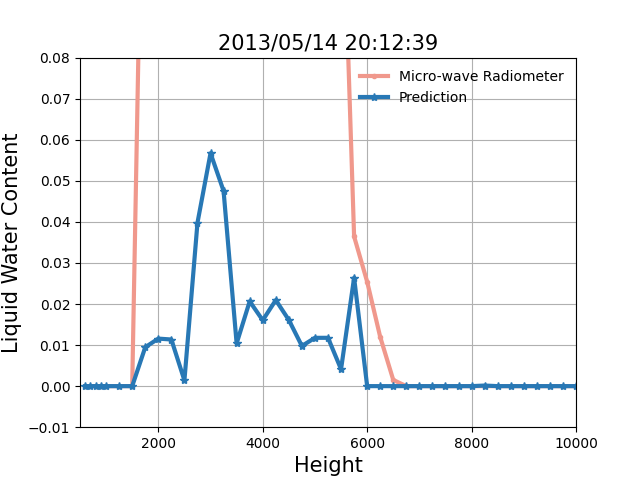 2013/05/14 20:12:39
Liquid Water Content
0.08
0.07
0.06
0.05
0.04
0.03
0.02
0.01
0.00
−0.01
Micro-wave Radiometer
Prediction
2000 4000 6000 8000 10000
Height